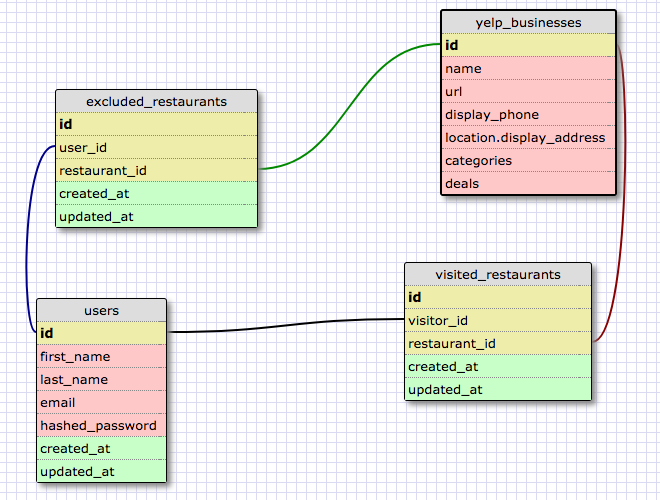 yelp_businesses
id
name
url
display_phone
location.display_address
categories
deals
excluded_restaurants
id
user_id
restaurant_id
created_at
updated_at
visited_restaurants
id
visitor_id
restaurant_id
created_at
updated_at
users
id
first_name
last_name
email
hashed_password
created_at
updated_at